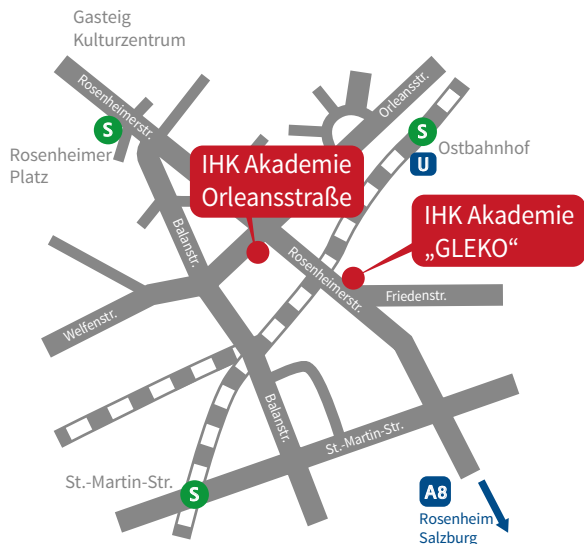 Gasteig
Kulturzentrum
Rosenheimerstr.
Orleansstr.
S
S
Ostbahnhof
U
Rosenheimer
Platz
IHK Akademie
Orleansstraße
IHK Akademie
„GLEKO“
Balanstr.
Rosenheimerstr.
Friedenstr.
Welfenstr.
Balanstr.
St.-Martin-Str.
St.-Martin-Str.
S
A8
Rosenheim
Salzburg